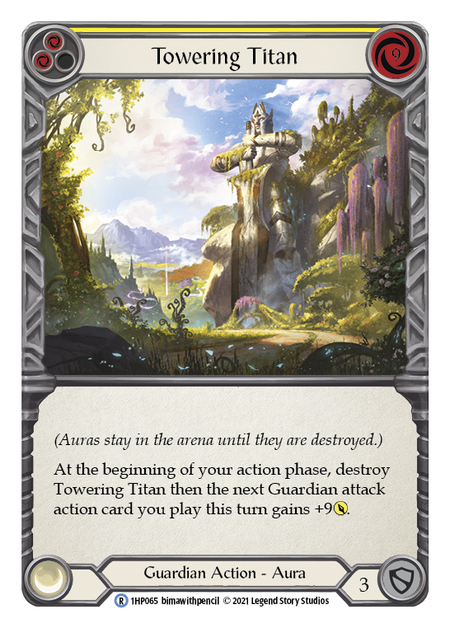 Towering Titan
9
(Auras stay in the arena until they are destroyed.)
At the beginning of your action phase, destroy
Towering Titan then the next Guardian attack
action card you play this turn gains +9
Guardian Action - Aura
3
R 1HP065 bimawithpencil © 2021 Legend Story Studios